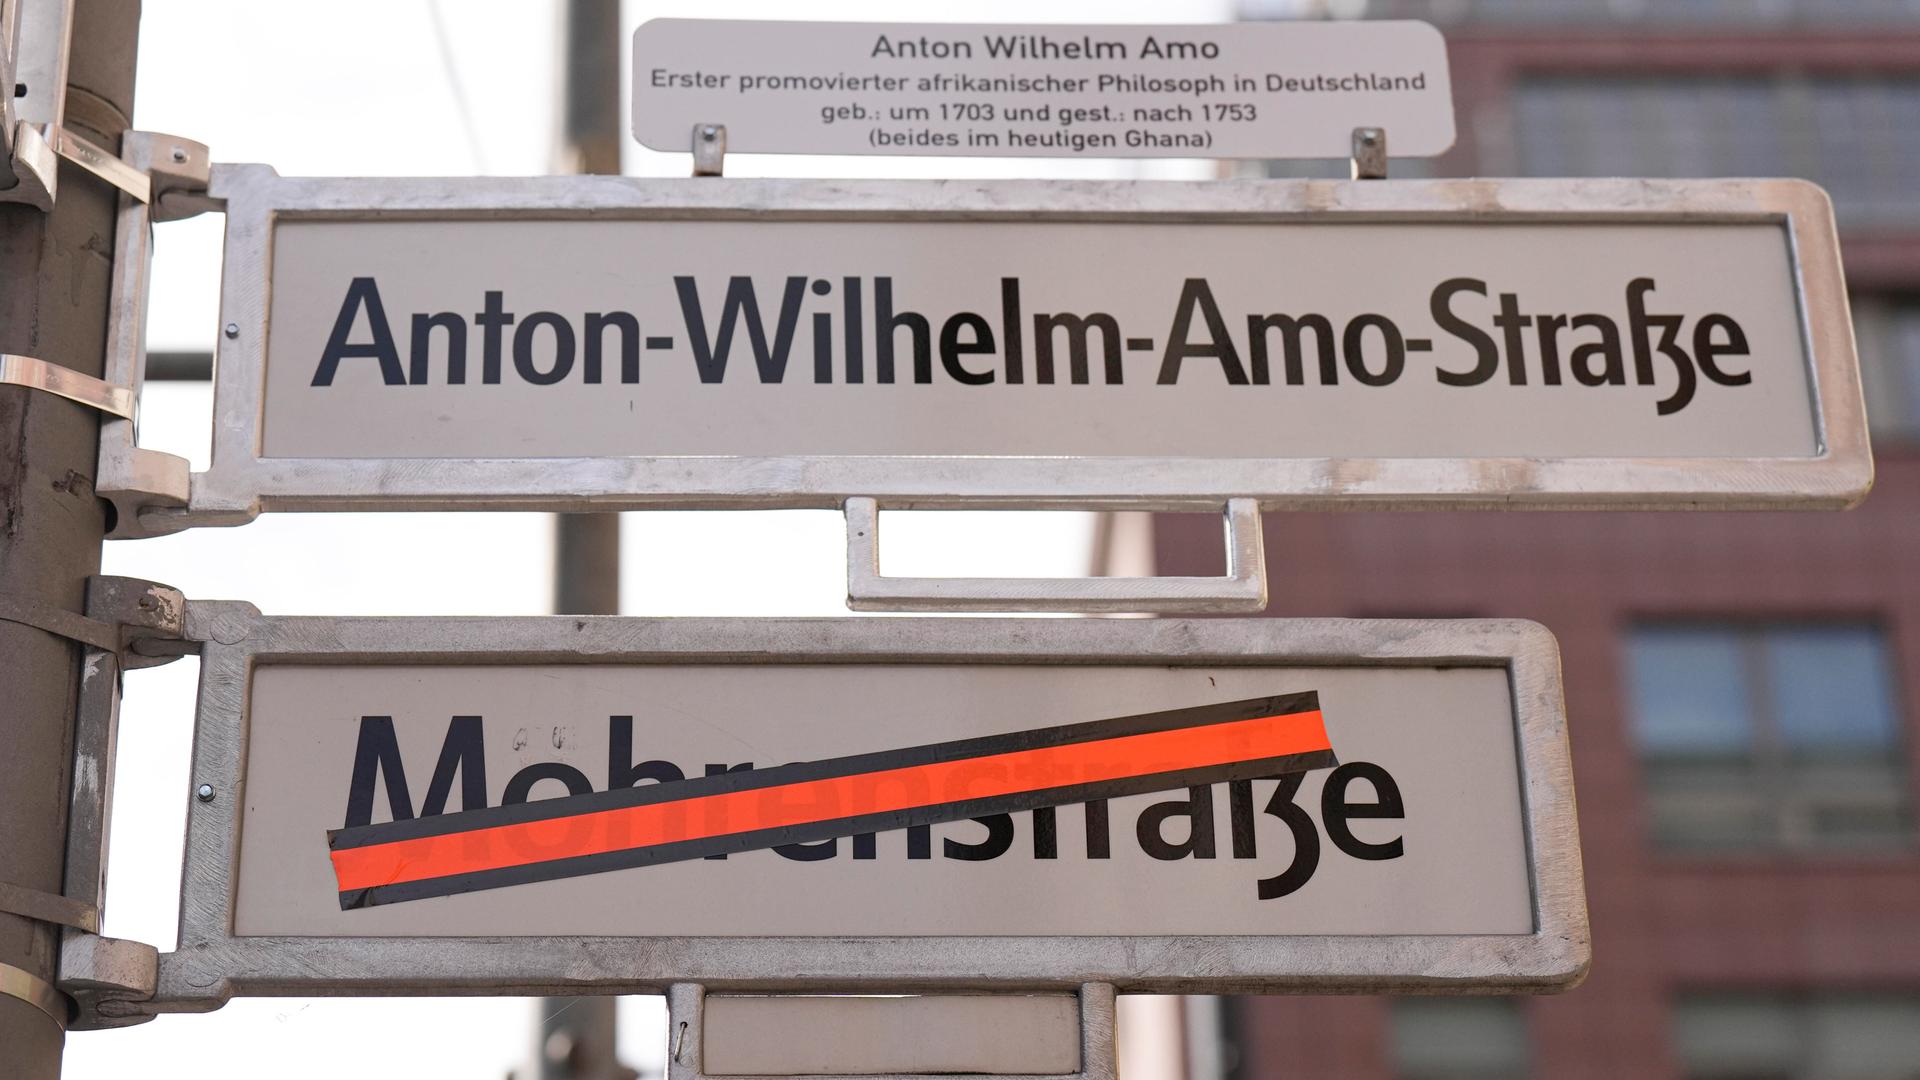 Anton Wilhelm Amo
Erster promovierter afrikanischer Philosoph in Deutschland
geb.: um 1703 und gest.: nach 1753
(beides im heutigen Ghana)
Anton-Wilhelm-Amo-Straße
Mohrenstraße